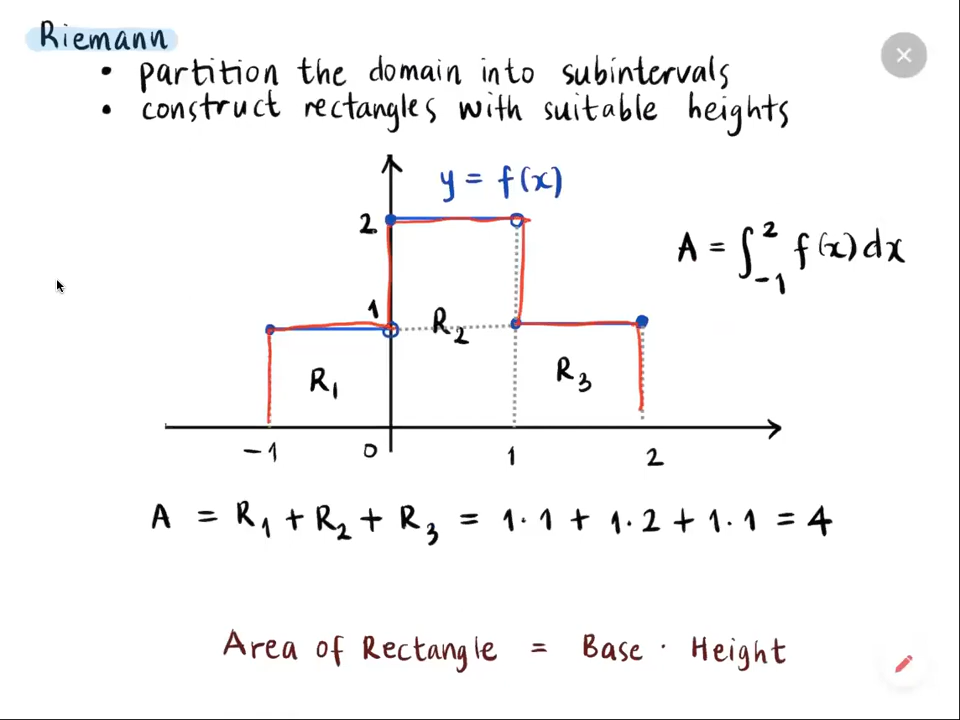 Riemann
• partition the domain into subintervals
• construct rectangles with suitable heights
y = f(x)
2
A = ∫₋₁² f(x) dx
1
R₂
R₁
R₃
-1 0 1 2
A = R₁ + R₂ + R₃ = 1·1 + 1·2 + 1·1 = 4
Area of Rectangle = Base · Height